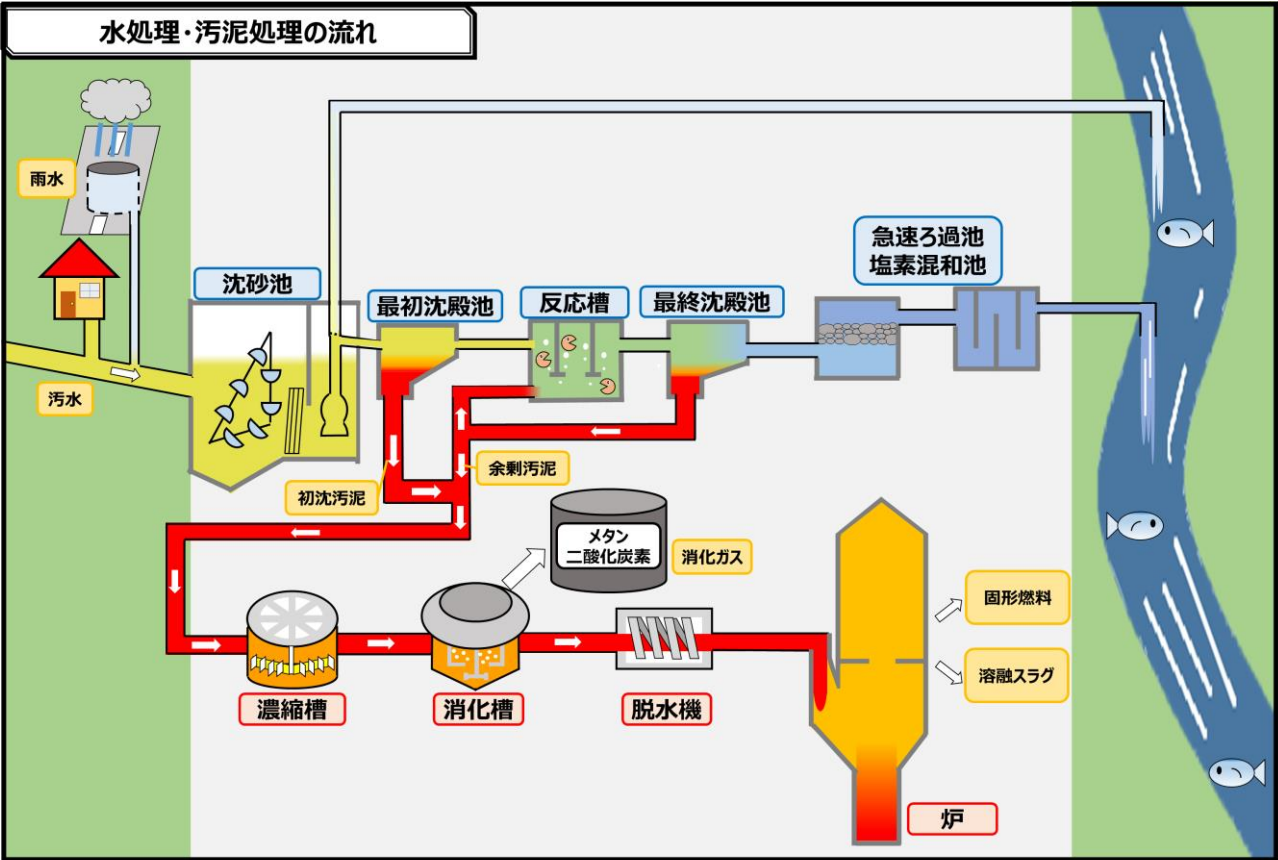 水処理・汚泥処理の流れ
雨水
汚水
沈砂池
最初沈殿池
反応槽
最終沈殿池
急速ろ過池
塩素混和池
初沈汚泥
余剰汚泥
メタン
二酸化炭素
消化ガス
濃縮槽
消化槽
脱水機
固形燃料
溶融スラグ
炉